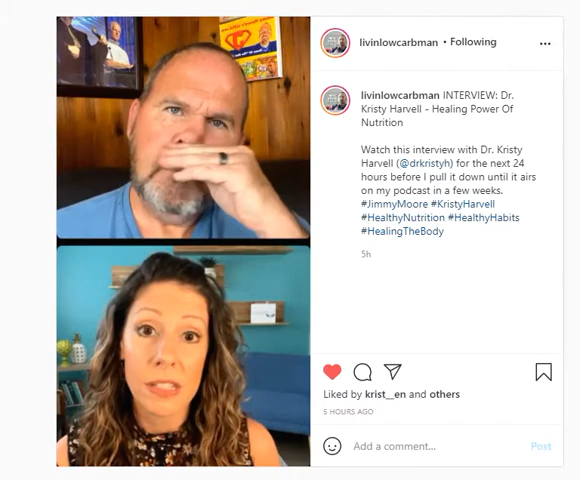 livinlowcarbman • Following
livinlowcarbman INTERVIEW: Dr.
Kristy Harvell - Healing Power Of
Nutrition
Watch this interview with Dr. Kristy
Harvell (@drkristyh) for the next 24
hours before I pull it down until it airs
on my podcast in a few weeks.
#JimmyMoore #KristyHarvell
#HealthyNutrition #HealthyHabits
#HealingTheBody
5h
Liked by krist__en and others
5 HOURS AGO
Add a comment... Post